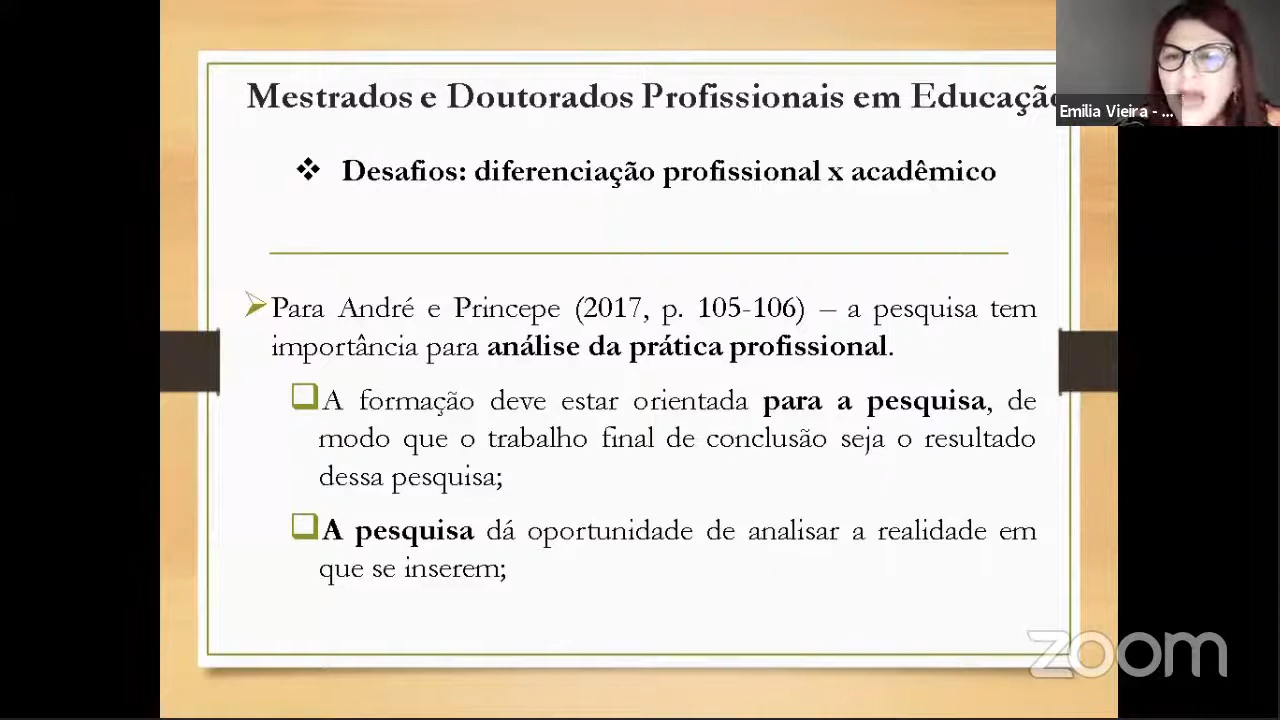 Mestrados e Doutorados Profissionais em Educação
Emilia Vieira - ...
❖ Desafios: diferenciação profissional x acadêmico
➢Para André e Princepe (2017, p. 105-106) – a pesquisa tem
importância para análise da prática profissional.
❑A formação deve estar orientada para a pesquisa, de
modo que o trabalho final de conclusão seja o resultado
dessa pesquisa;
❑A pesquisa dá oportunidade de analisar a realidade em
que se inserem;
zoom